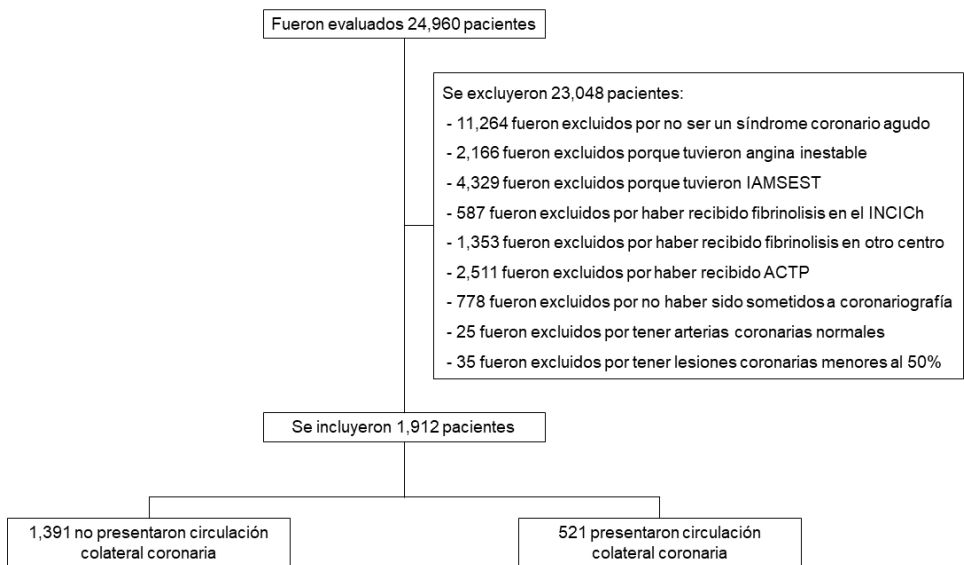 Fueron evaluados 24,960 pacientes
Se excluyeron 23,048 pacientes:
- 11,264 fueron excluidos por no ser un síndrome coronario agudo
- 2,166 fueron excluidos porque tuvieron angina inestable
- 4,329 fueron excluidos porque tuvieron IAMSEST
- 587 fueron excluidos por haber recibido fibrinolisis en el INCICh
- 1,353 fueron excluidos por haber recibido fibrinolisis en otro centro
- 2,511 fueron excluidos por haber recibido ACTP
- 778 fueron excluidos por no haber sido sometidos a coronariografía
- 25 fueron excluidos por tener arterias coronarias normales
- 35 fueron excluidos por tener lesiones coronarias menores al 50%
Se incluyeron 1,912 pacientes
1,391 no presentaron circulación
colateral coronaria
521 presentaron circulación
colateral coronaria